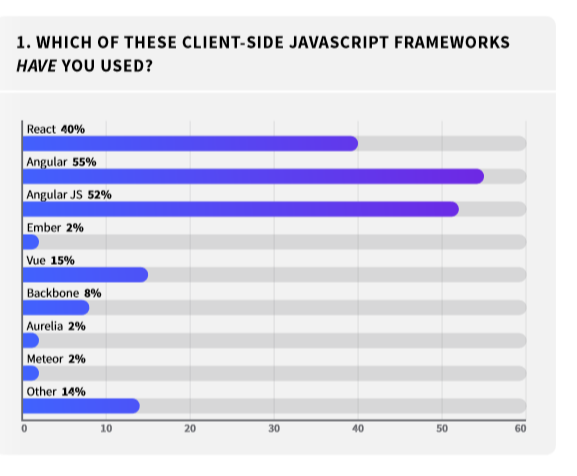 1. WHICH OF THESE CLIENT-SIDE JAVASCRIPT FRAMEWORKS
HAVE YOU USED?
React 40%
Angular 55%
Angular JS 52%
Ember 2%
Vue 15%
Backbone 8%
Aurelia 2%
Meteor 2%
Other 14%
0 10 20 30 40 50 60